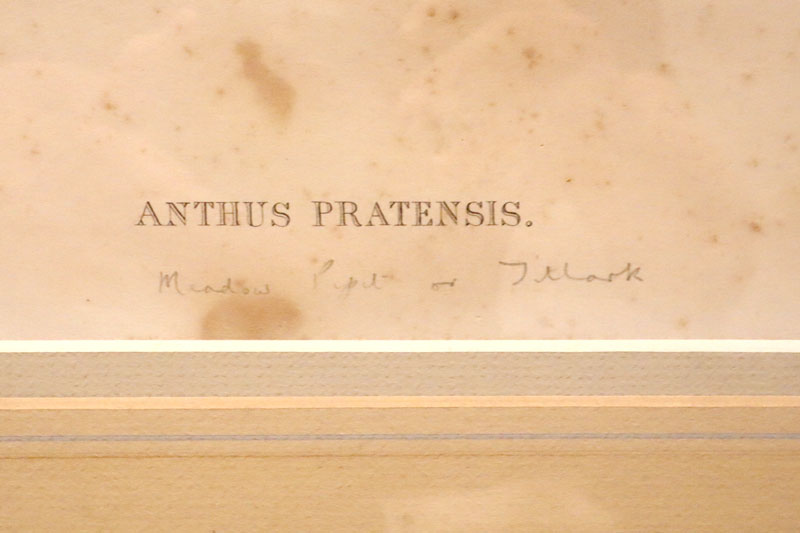 ANTHUS PRATENSIS.
Meadow Pipit or Titlark